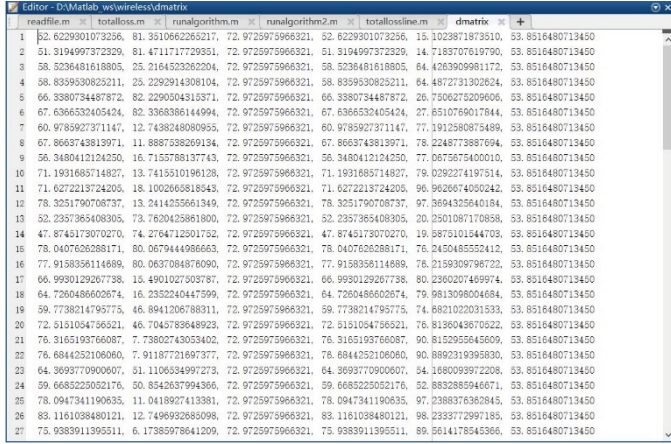 Editor - D:\Matlab_ws\wireless\dmatrix
readfile.m totalloss.m runalgorithm.m runalgorithm2.m totallossline.m dmatrix
1 52.6229301073256, 81.3510662265217, 72.9725975966321, 52.6229301073256, 15.1023871873510, 53.8516480713450
2 51.3194997372329, 81.4711717729351, 72.9725975966321, 51.3194997372329, 14.7183707619790, 53.8516480713450
3 58.5236481618805, 25.2164523262204, 72.9725975966321, 58.5236481618805, 64.4263909981172, 53.8516480713450
4 58.8359530825211, 25.2292914308104, 72.9725975966321, 58.8359530825211, 64.4872731302624, 53.8516480713450
5 66.3380734487872, 82.2290504315371, 72.9725975966321, 66.3380734487872, 26.7506275209606, 53.8516480713450
6 67.6366532405424, 82.3368386144994, 72.9725975966321, 67.6366532405424, 27.6510769017844, 53.8516480713450
7 60.9785927371147, 12.7438248080955, 72.9725975966321, 60.9785927371147, 77.1912580875489, 53.8516480713450
8 67.8663743813971, 11.8887538269134, 72.9725975966321, 67.8663743813971, 78.2248773887694, 53.8516480713450
9 56.3480412124250, 16.7155788137743, 72.9725975966321, 56.3480412124250, 77.0675675400010, 53.8516480713450
10 71.1931685714827, 13.7415510196128, 72.9725975966321, 71.1931685714827, 79.0292274197514, 53.8516480713450
11 71.6272213724205, 18.1002665818543, 72.9725975966321, 71.6272213724205, 96.9626674050242, 53.8516480713450
12 78.3251790708737, 13.2414255661349, 72.9725975966321, 78.3251790708737, 97.3694325640184, 53.8516480713450
13 52.2357365408305, 73.7620425861800, 72.9725975966321, 52.2357365408305, 20.2501087170858, 53.8516480713450
14 47.8745173070270, 74.2764712501752, 72.9725975966321, 47.8745173070270, 19.5875101544703, 53.8516480713450
15 78.0407626288171, 80.0679444986663, 72.9725975966321, 78.0407626288171, 76.2450485552412, 53.8516480713450
16 77.9158356114689, 80.0637084876090, 72.9725975966321, 77.9158356114689, 76.2159309796722, 53.8516480713450
17 66.9930129267738, 15.4901027503787, 72.9725975966321, 66.9930129267738, 80.2360207469974, 53.8516480713450
18 64.7260486602674, 16.2352240447599, 72.9725975966321, 64.7260486602674, 79.9813098004684, 53.8516480713450
19 59.7738214795775, 46.8941206788311, 72.9725975966321, 59.7738214795775, 74.6821022031533, 53.8516480713450
20 72.5151054756521, 46.7045783648923, 72.9725975966321, 72.5151054756521, 76.8136043670522, 53.8516480713450
21 76.3165193766087, 7.73802743053402, 72.9725975966321, 76.3165193766087, 90.8152955645609, 53.8516480713450
22 76.6844252106060, 7.91187721697377, 72.9725975966321, 76.6844252106060, 90.8892319395830, 53.8516480713450
23 64.3693770900607, 51.1106534997273, 72.9725975966321, 64.3693770900607, 54.1680093972208, 53.8516480713450
24 59.6685225052176, 50.8542637994366, 72.9725975966321, 59.6685225052176, 52.8832885946671, 53.8516480713450
25 78.0947341190635, 11.0418927413381, 72.9725975966321, 78.0947341190635, 97.2388376362845, 53.8516480713450
26 83.1161038480121, 12.7496932685098, 72.9725975966321, 83.1161038480121, 98.2333772997185, 53.8516480713450
27 75.9383911395511, 6.17385978641209, 72.9725975966321, 75.9383911395511, 89.5614178545366, 53.8516480713450